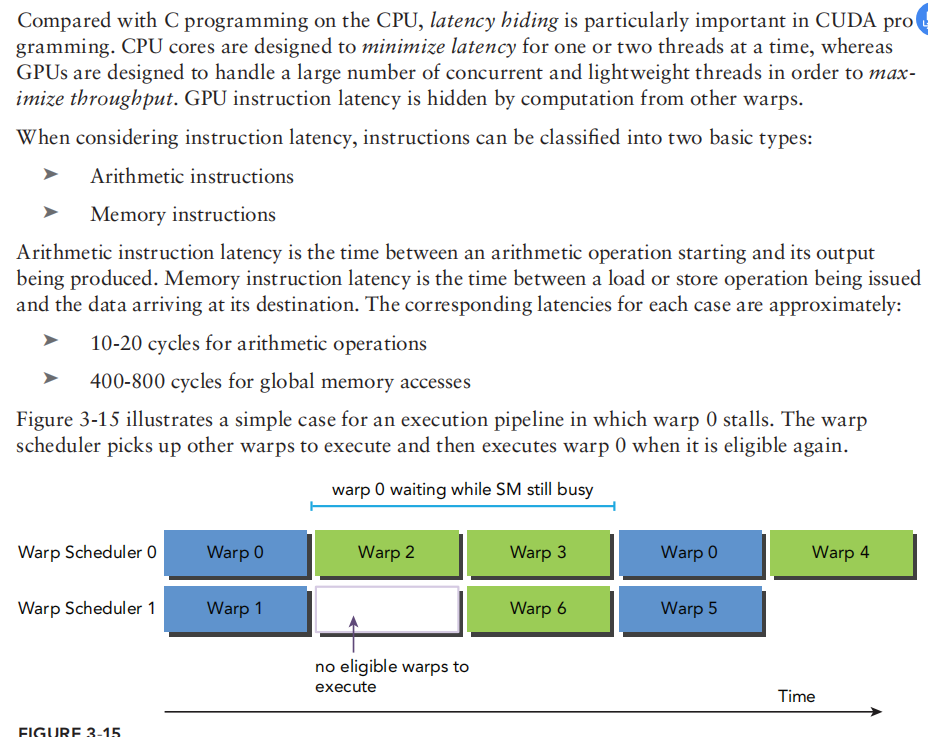 Compared with C programming on the CPU, latency hiding is particularly important in CUDA pro
gramming. CPU cores are designed to minimize latency for one or two threads at a time, whereas
GPUs are designed to handle a large number of concurrent and lightweight threads in order to max-
imize throughput. GPU instruction latency is hidden by computation from other warps.
When considering instruction latency, instructions can be classified into two basic types:
➤ Arithmetic instructions
➤ Memory instructions
Arithmetic instruction latency is the time between an arithmetic operation starting and its output
being produced. Memory instruction latency is the time between a load or store operation being issued
and the data arriving at its destination. The corresponding latencies for each case are approximately:
➤ 10-20 cycles for arithmetic operations
➤ 400-800 cycles for global memory accesses
Figure 3-15 illustrates a simple case for an execution pipeline in which warp 0 stalls. The warp
scheduler picks up other warps to execute and then executes warp 0 when it is eligible again.
warp 0 waiting while SM still busy
Warp Scheduler 0 Warp 0 Warp 2 Warp 3 Warp 0 Warp 4
Warp Scheduler 1 Warp 1 Warp 6 Warp 5
no eligible warps to
execute
Time
FIGURE 3-15